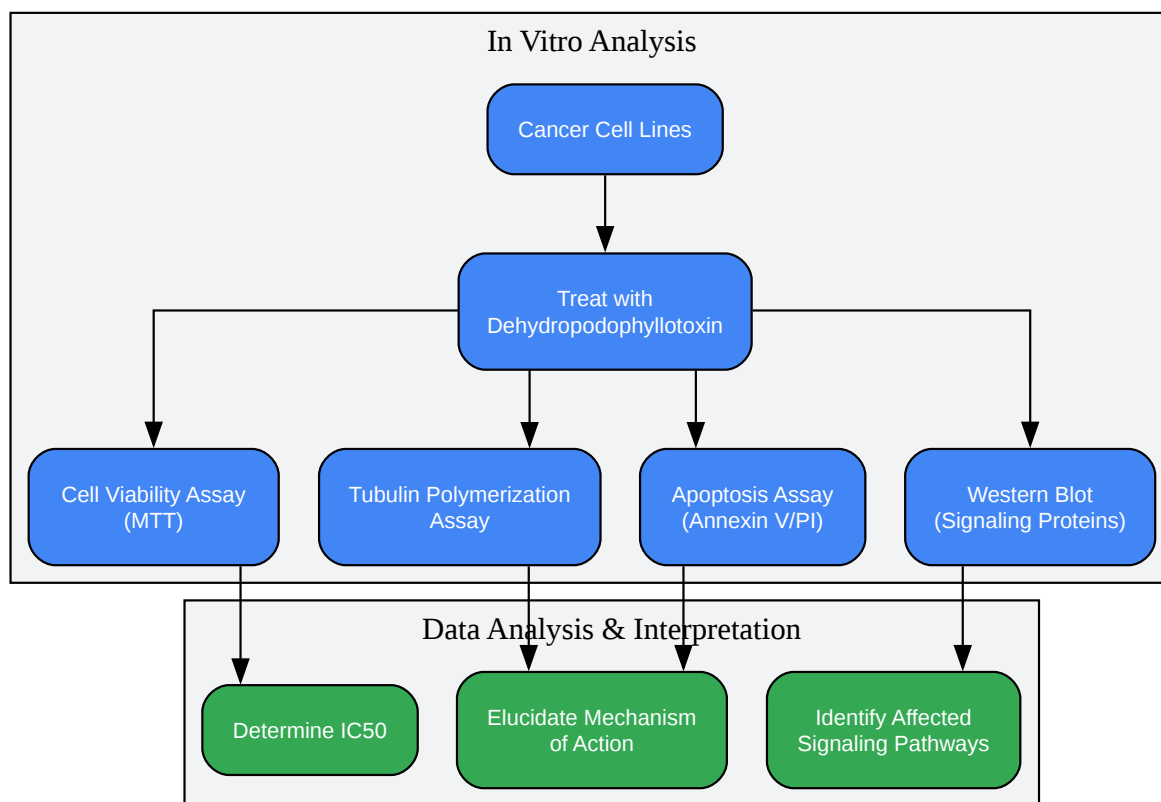 In Vitro Analysis
Cancer Cell Lines
Treat with
Dehydropodophyllotoxin
Cell Viability Assay
(MTT)
Tubulin Polymerization
Assay
Apoptosis Assay
(Annexin V/PI)
Western Blot
(Signaling Proteins)
Data Analysis & Interpretation
Determine IC50
Elucidate Mechanism
of Action
Identify Affected
Signaling Pathways